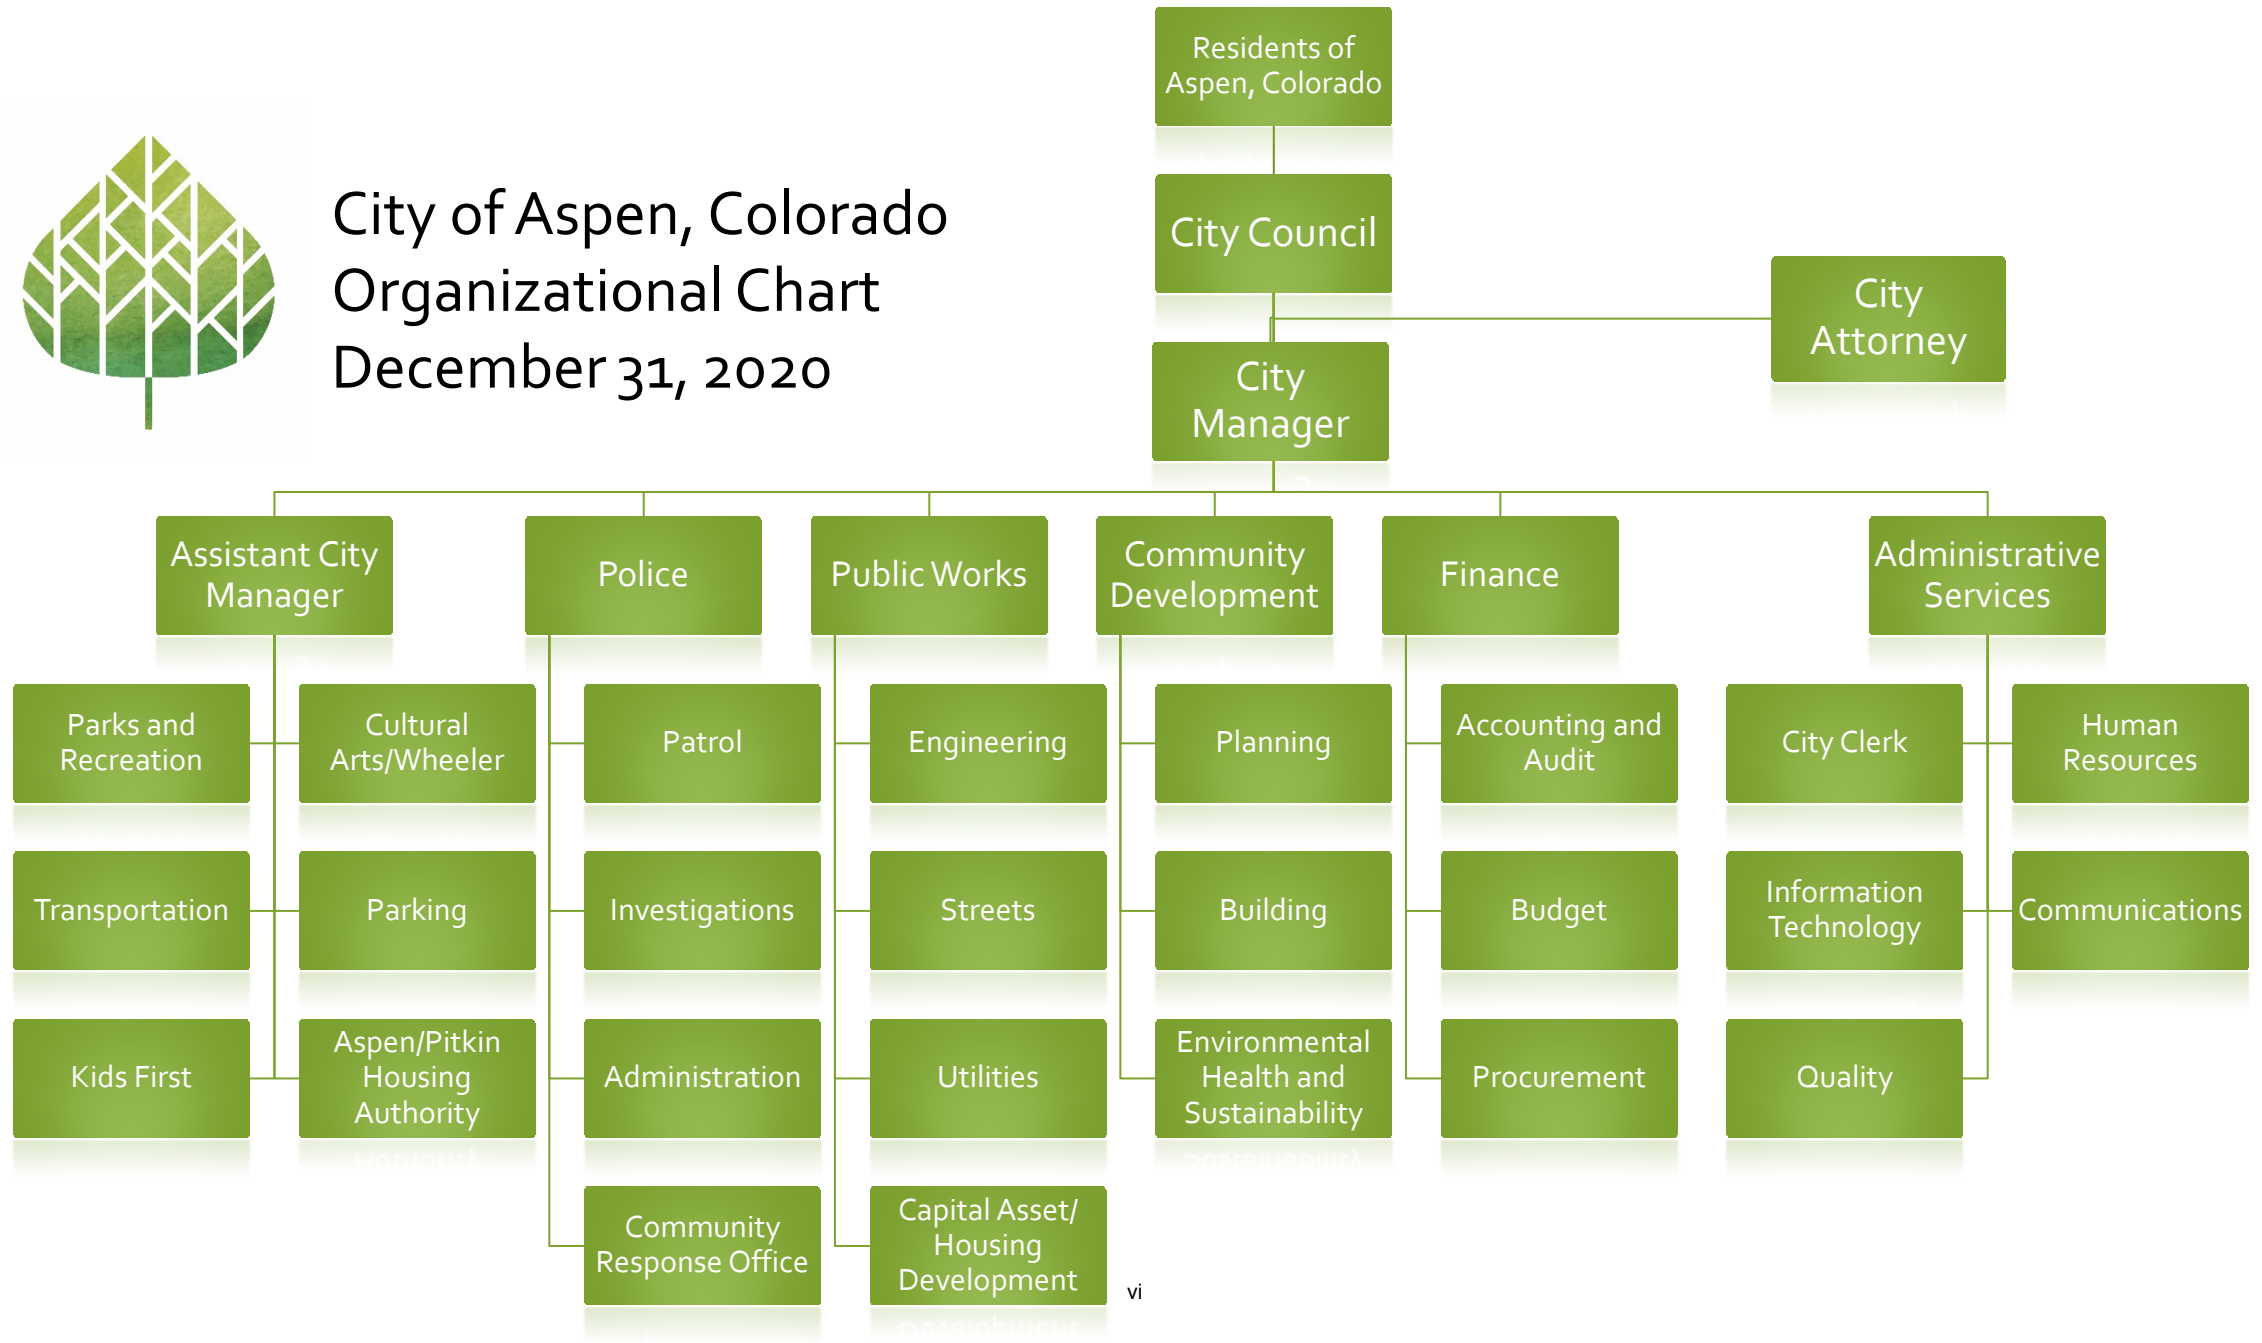 Residents of
Aspen, Colorado
City of Aspen, Colorado
Organizational Chart
December 31, 2020
City Council
City
Attorney
City
Manager
Assistant City
Manager
Police
Public Works
Community
Development
Finance
Administrative
Services
Parks and
Recreation
Cultural
Arts/Wheeler
Patrol
Engineering
Planning
Accounting and
Audit
City Clerk
Human
Resources
Transportation
Parking
Investigations
Streets
Building
Budget
Information
Technology
Communications
Kids First
Aspen/Pitkin
Housing
Authority
Administration
Utilities
Environmental
Health and
Sustainability
Procurement
Quality
Community
Response Office
Capital Asset/
Housing
Development
vi